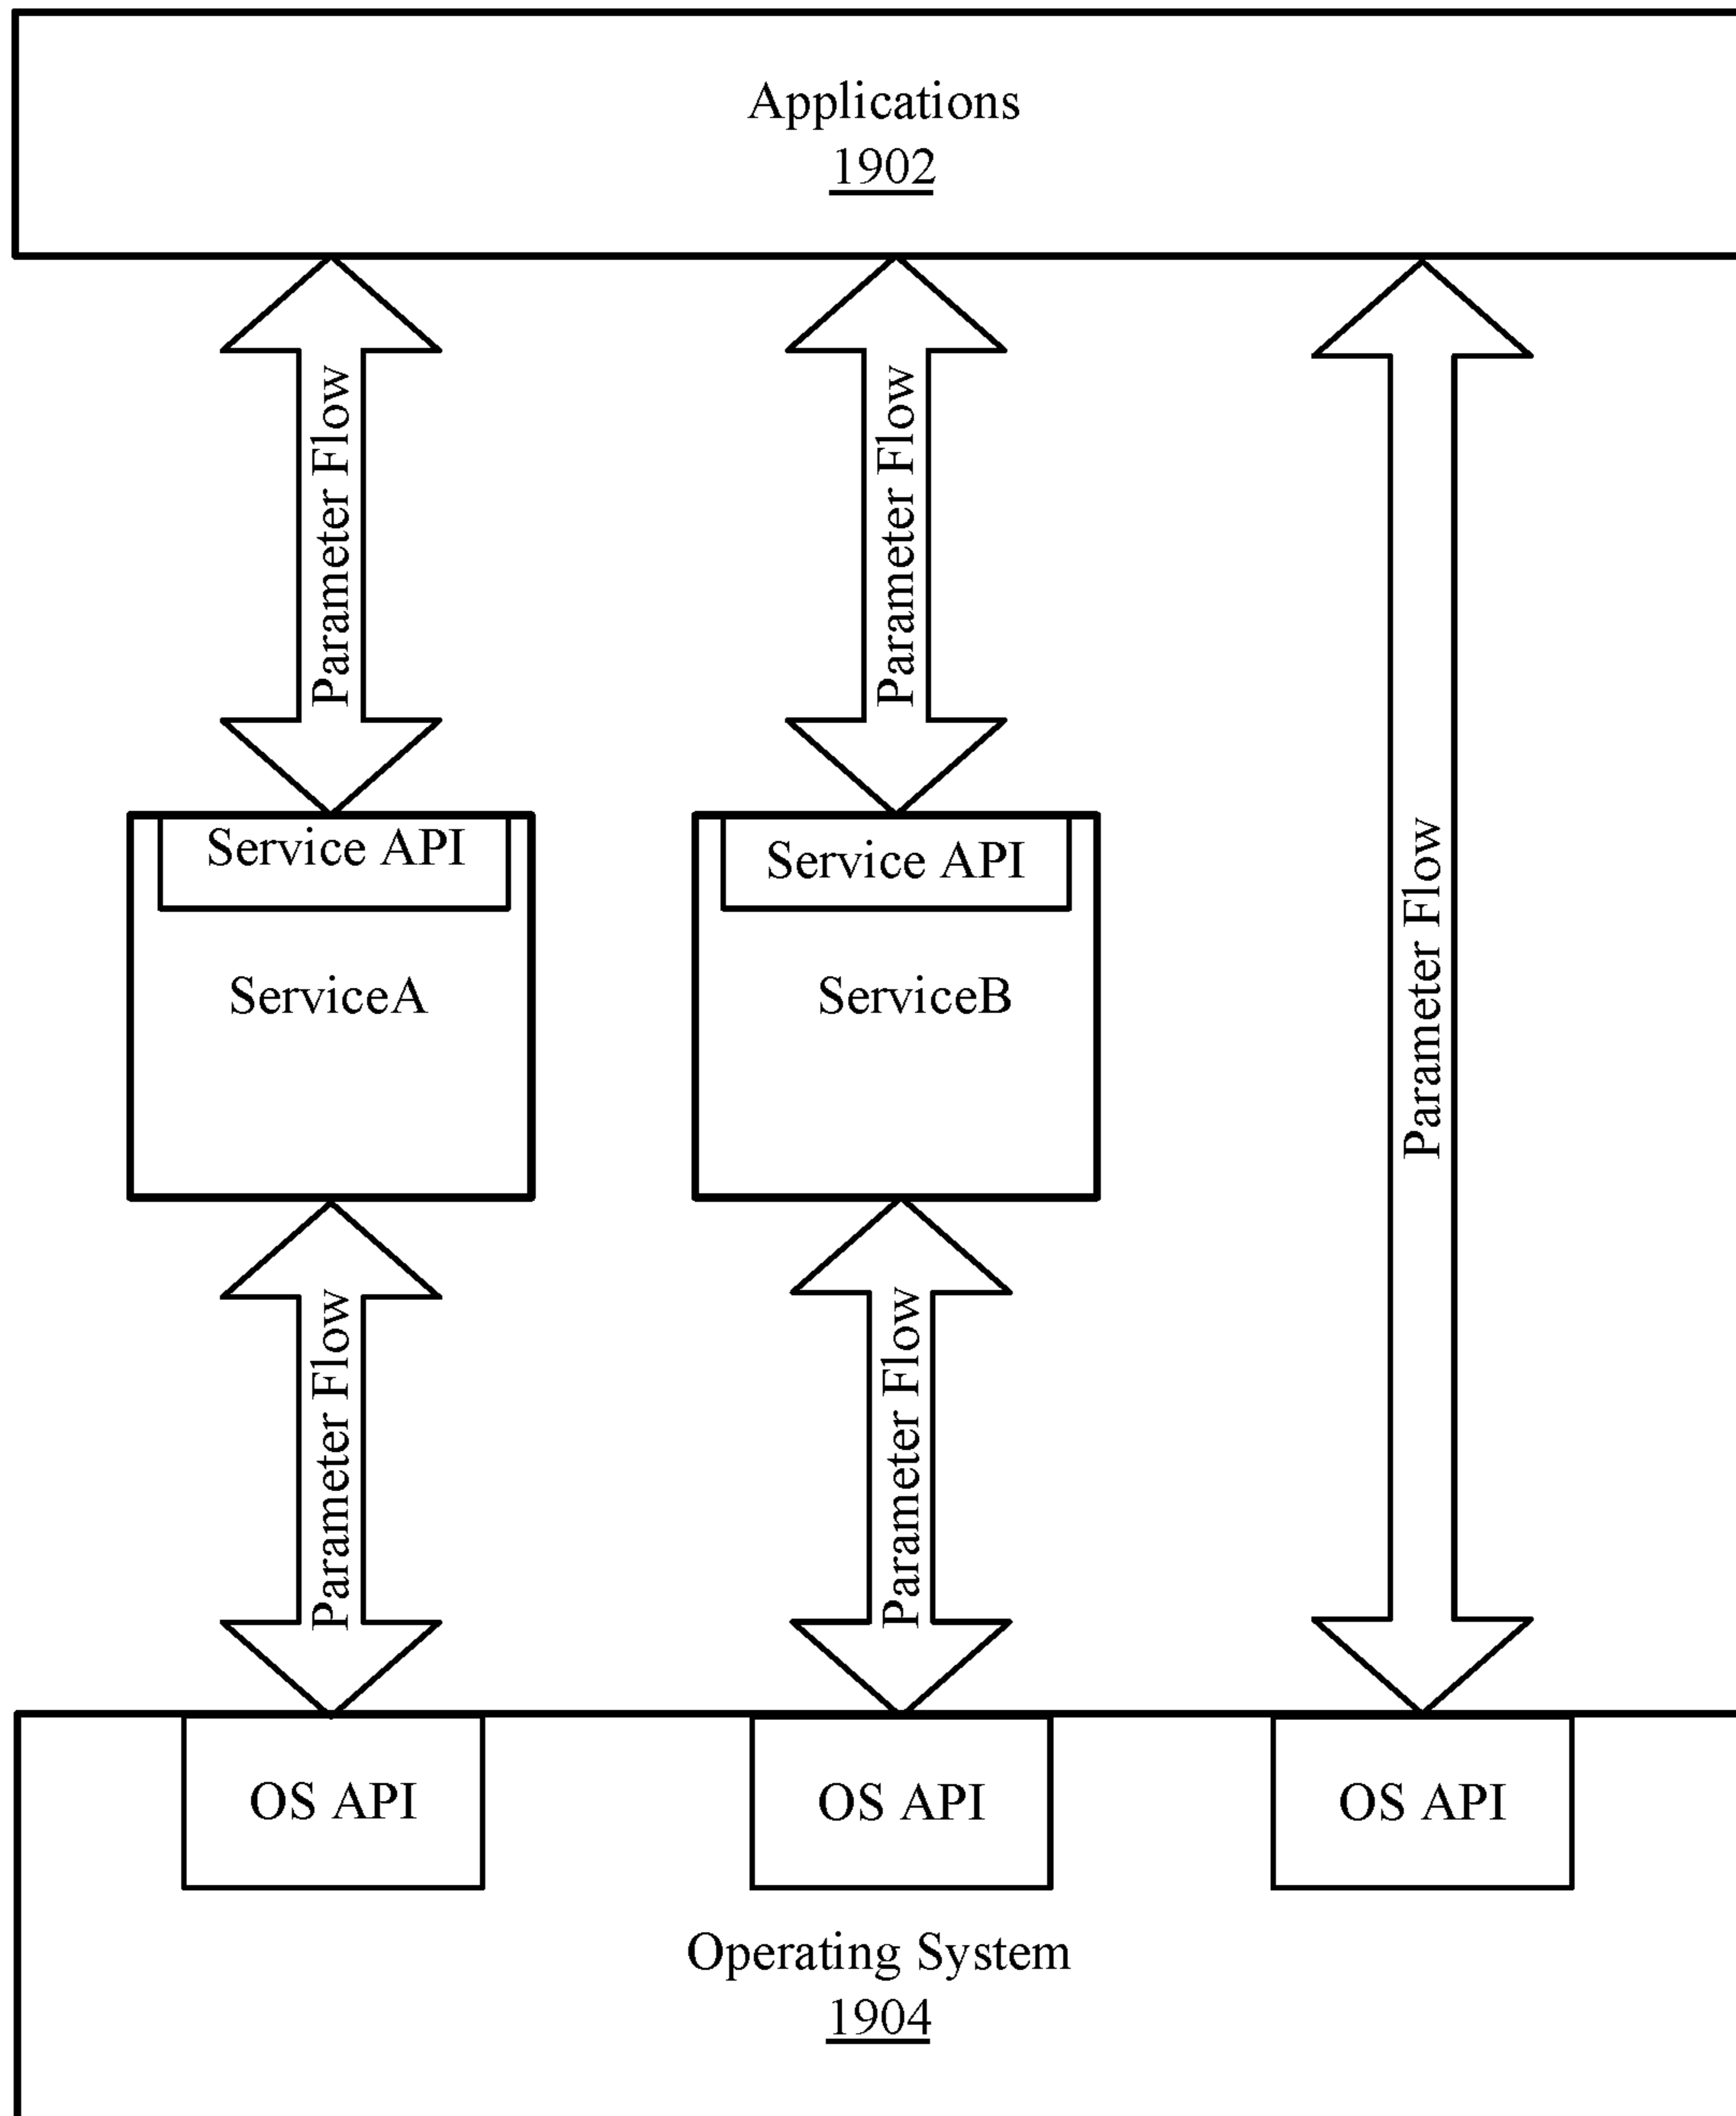 Applications
1902
Parameter Flow
Parameter Flow
Parameter Flow
Service API
Service API
ServiceA
ServiceB
Parameter Flow
Parameter Flow
OS API
OS API
OS API
Operating System
1904